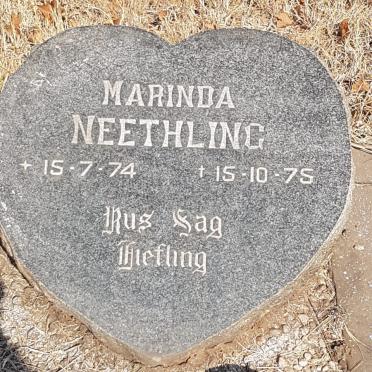 MARINDA
NEETHLING
+ 15-7-74 † 15-10-75
Rus Sag
Liefling